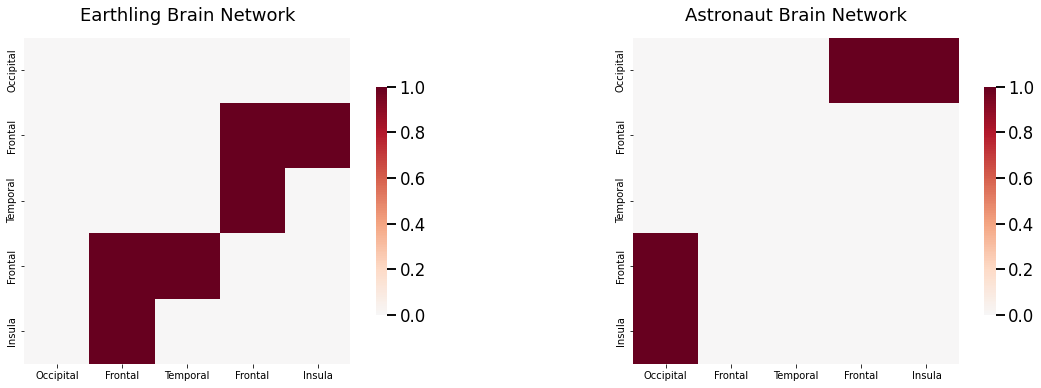 Earthling Brain Network
Occipital
Frontal
Temporal
Frontal
Insula
Occipital Frontal Temporal Frontal Insula
1.0
0.8
0.6
0.4
0.2
0.0
Astronaut Brain Network
Occipital
Frontal
Temporal
Frontal
Insula
Occipital Frontal Temporal Frontal Insula
1.0
0.8
0.6
0.4
0.2
0.0